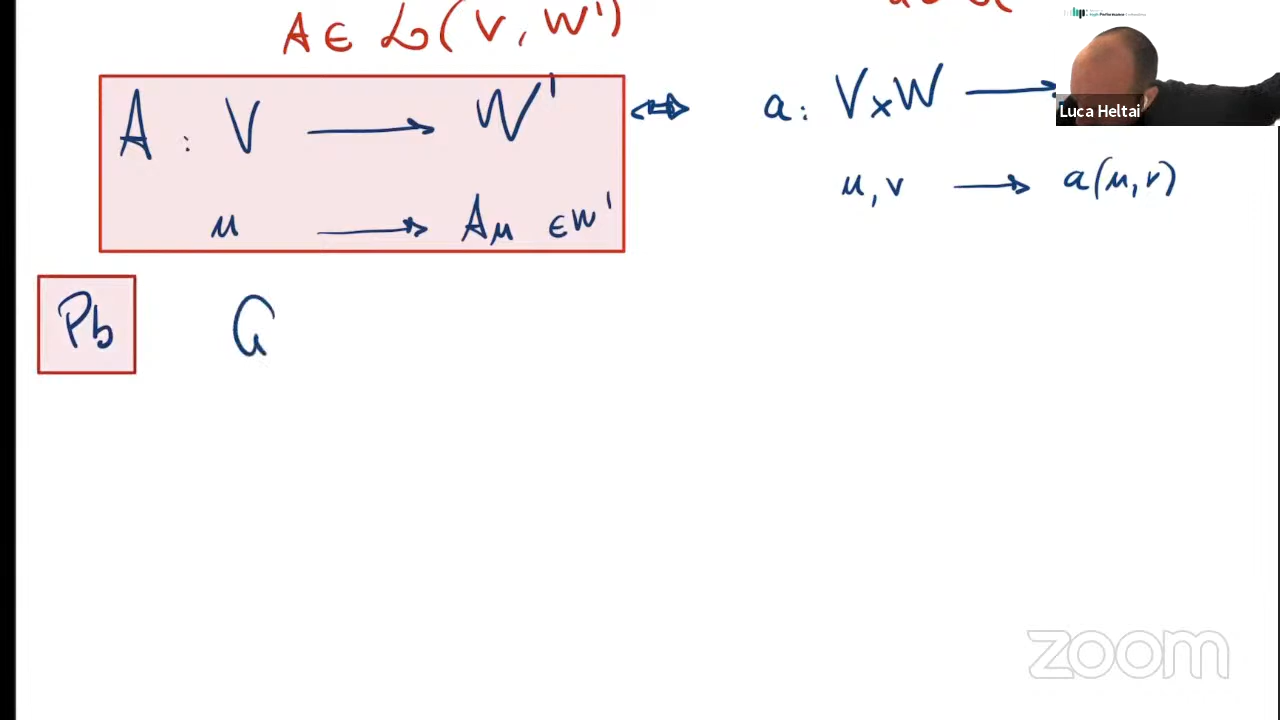 A ∈ L(V, W')
A : V → W' ⇔ a: V×W →
Luca Heltai
u → Au ∈ W' u, v → a(u, v)
Pb G
zoom